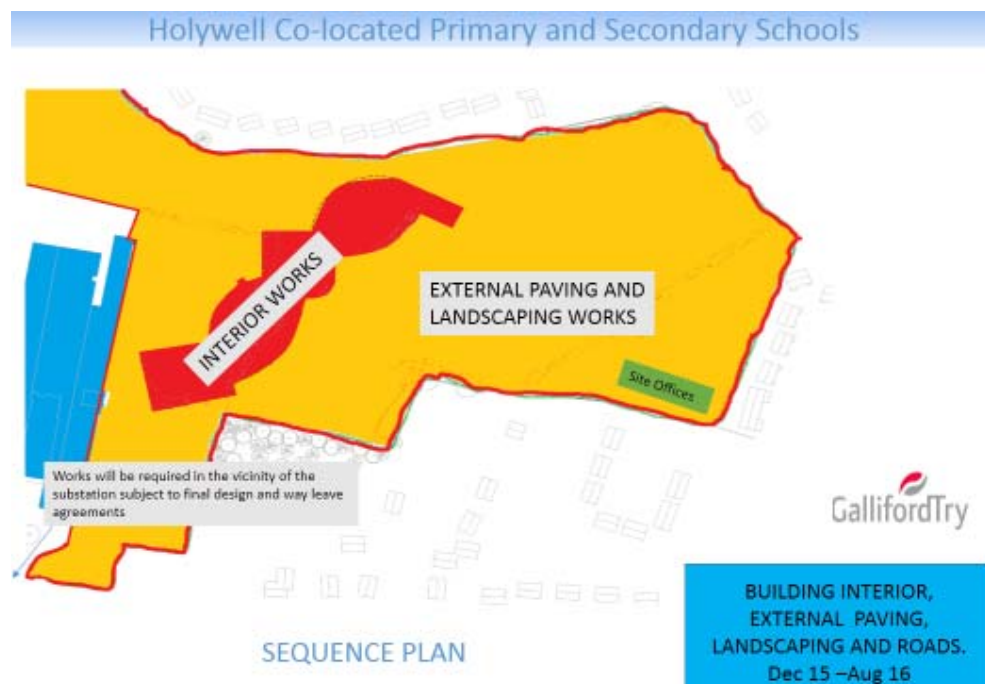 Holywell Co-located Primary and Secondary Schools
INTERIOR WORKS
EXTERNAL PAVING AND
LANDSCAPING WORKS
Site Offices
Works will be required in the vicinity of the
substation subject to final design and way leave
agreements
GallifordTry
SEQUENCE PLAN
BUILDING INTERIOR,
EXTERNAL PAVING,
LANDSCAPING AND ROADS.
Dec 15 –Aug 16